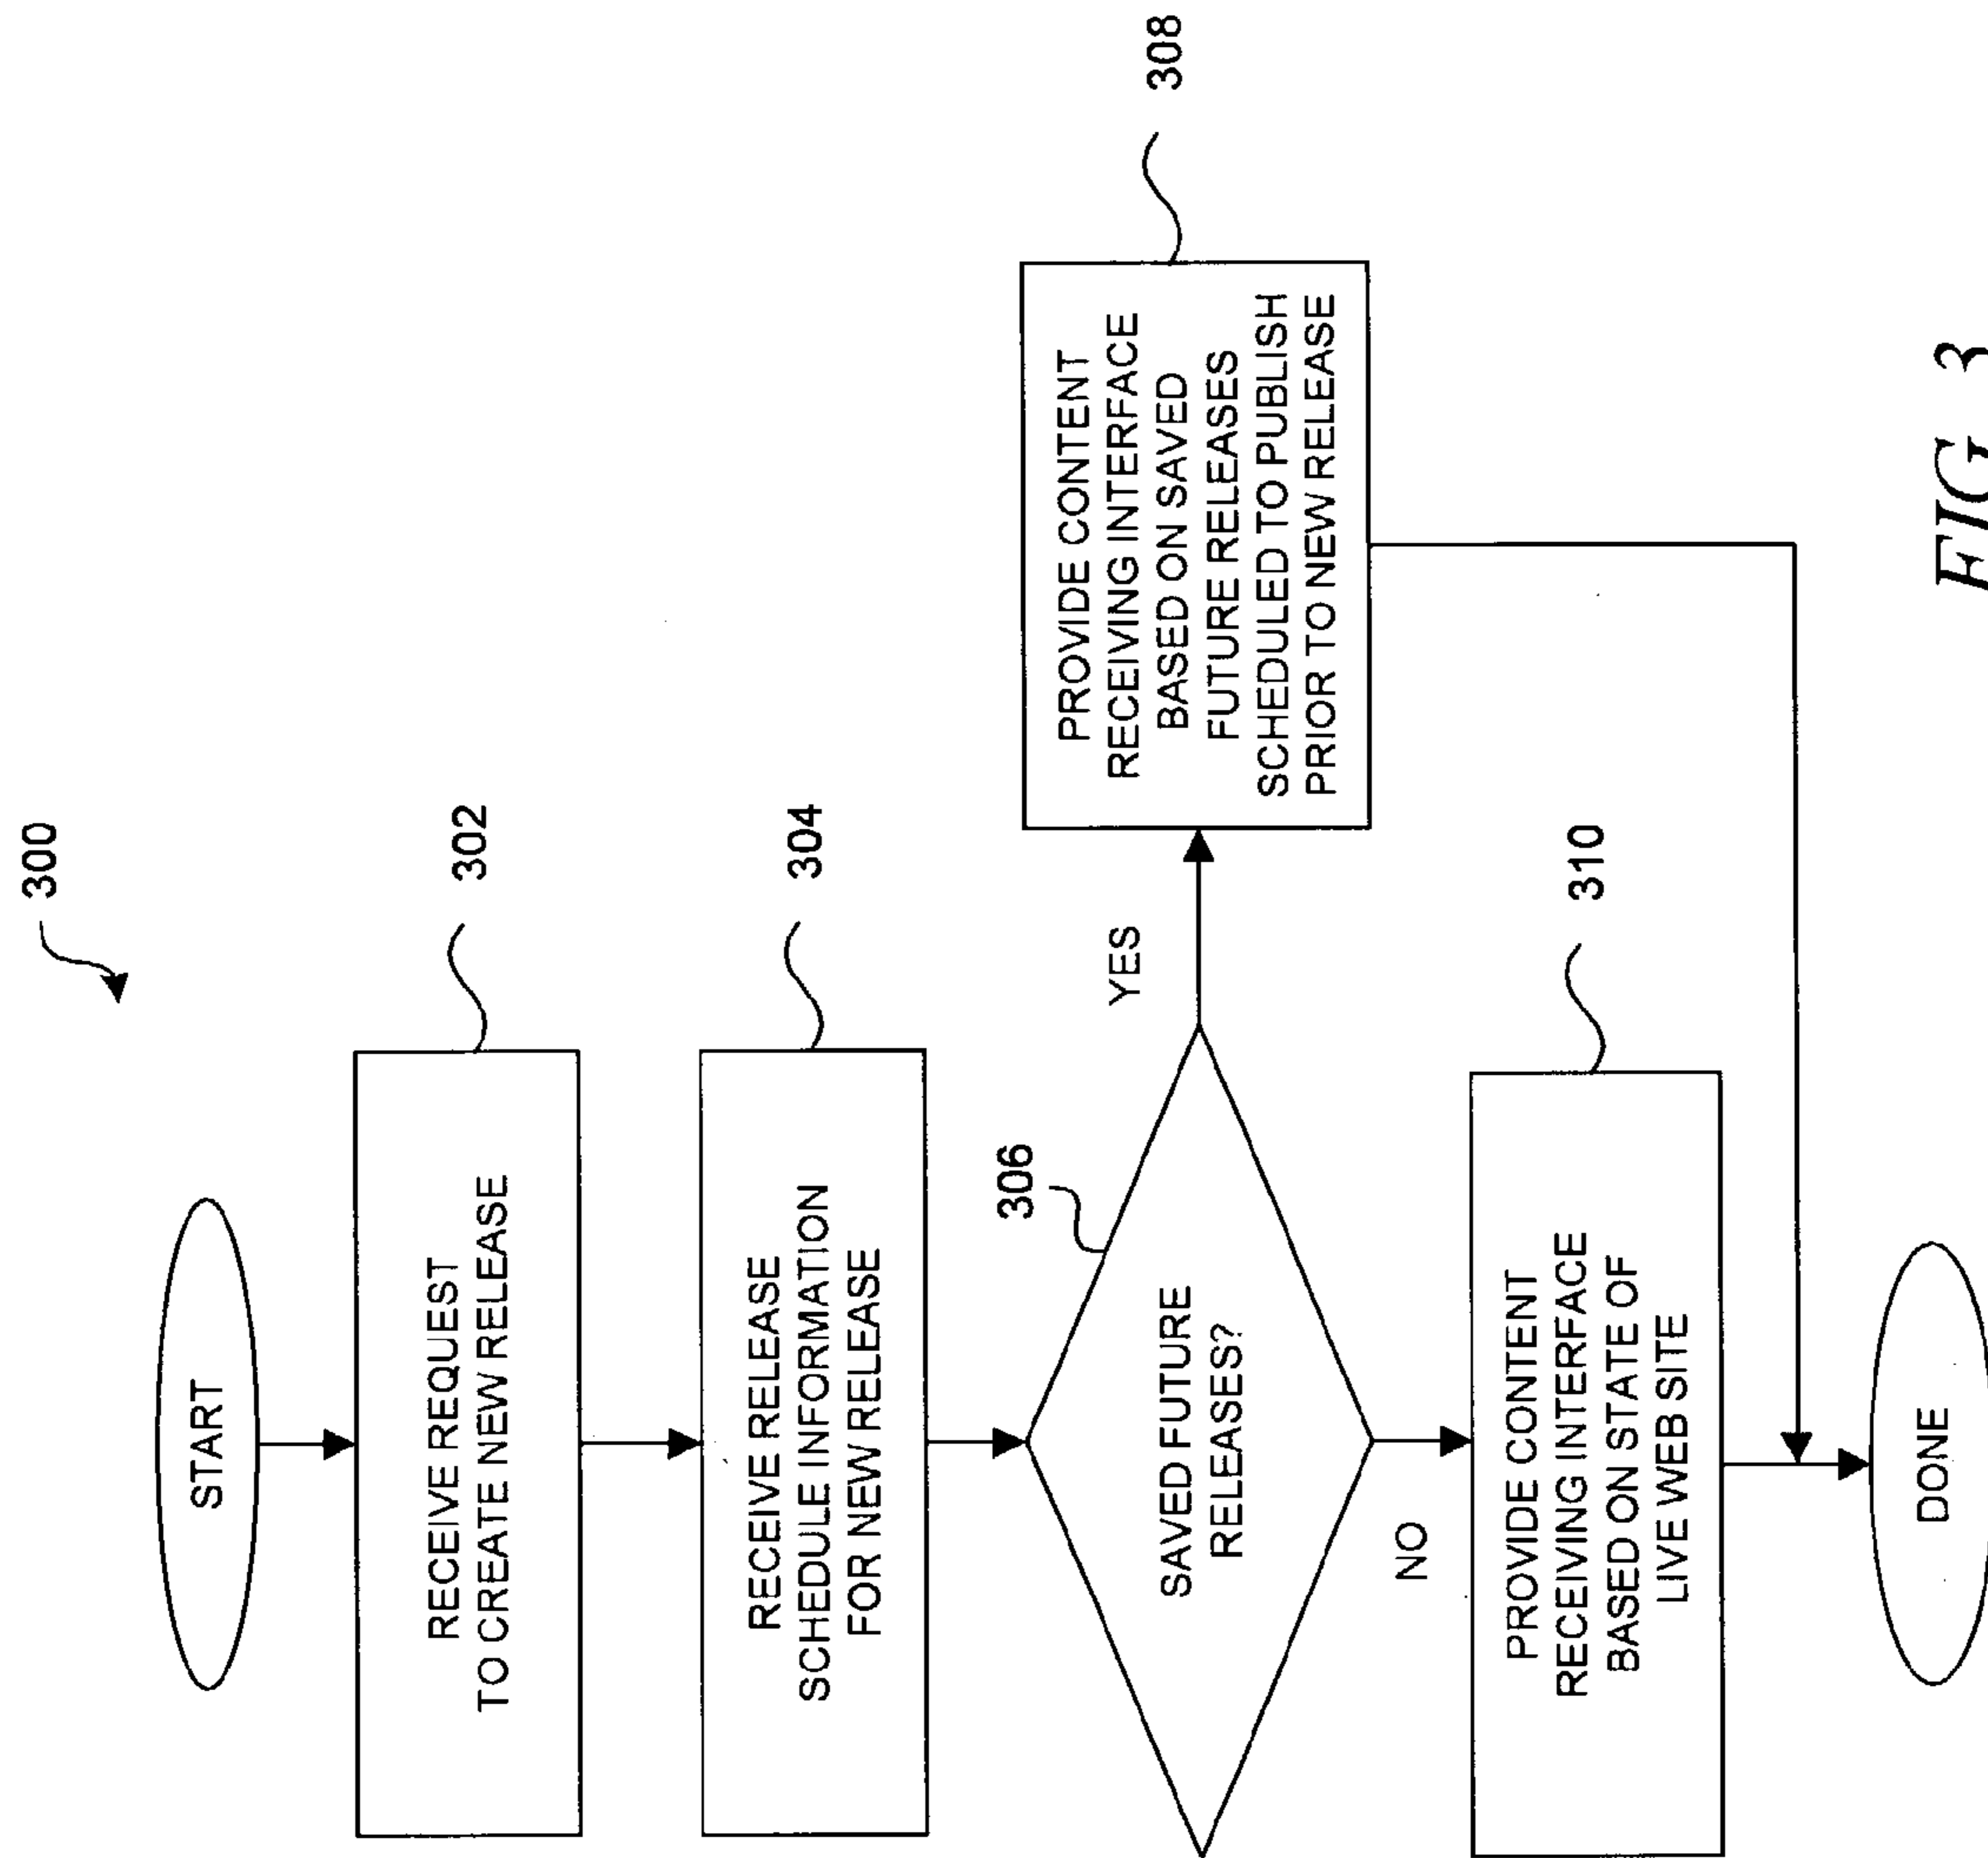 300
START
RECEIVE REQUEST
TO CREATE NEW RELEASE
302
RECEIVE RELEASE
SCHEDULE INFORMATION
FOR NEW RELEASE
304
306
SAVED FUTURE
RELEASES?
YES
PROVIDE CONTENT
RECEIVING INTERFACE
BASED ON SAVED
FUTURE RELEASES
SCHEDULED TO PUBLISH
PRIOR TO NEW RELEASE
308
NO
PROVIDE CONTENT
RECEIVING INTERFACE
BASED ON STATE OF
LIVE WEB SITE
310
DONE
FIG. 3